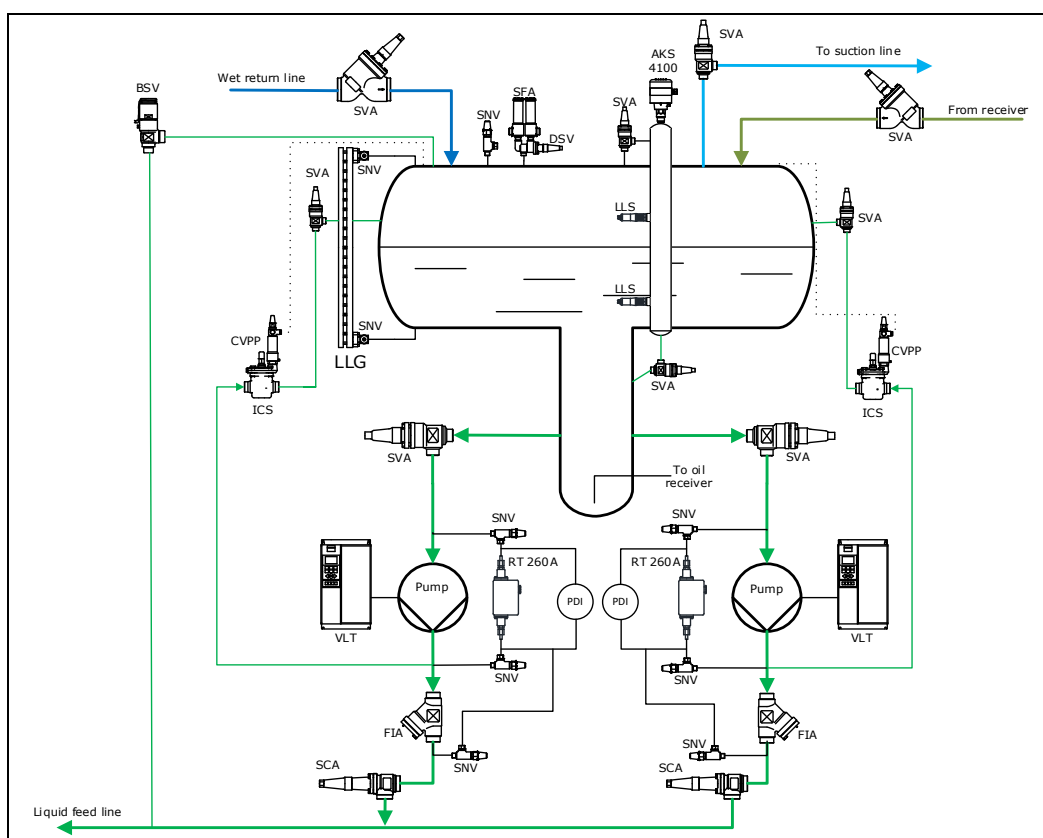 SVA
AKS
4100
To suction line
Wet return line
BSV
SVA
SFA
SNV
DSV
SVA
From receiver
SVA
SNV
SVA
LLS
SVA
LLS
SNV
CVPP
LLG
CVPP
ICS
SVA
ICS
SVA
SVA
To oil
receiver
SNV
SNV
RT 260A
RT 260A
Pump
PDI
PDI
Pump
VLT
VLT
SNV
SNV
FIA
FIA
SNV
SNV
SCA
SCA
Liquid feed line